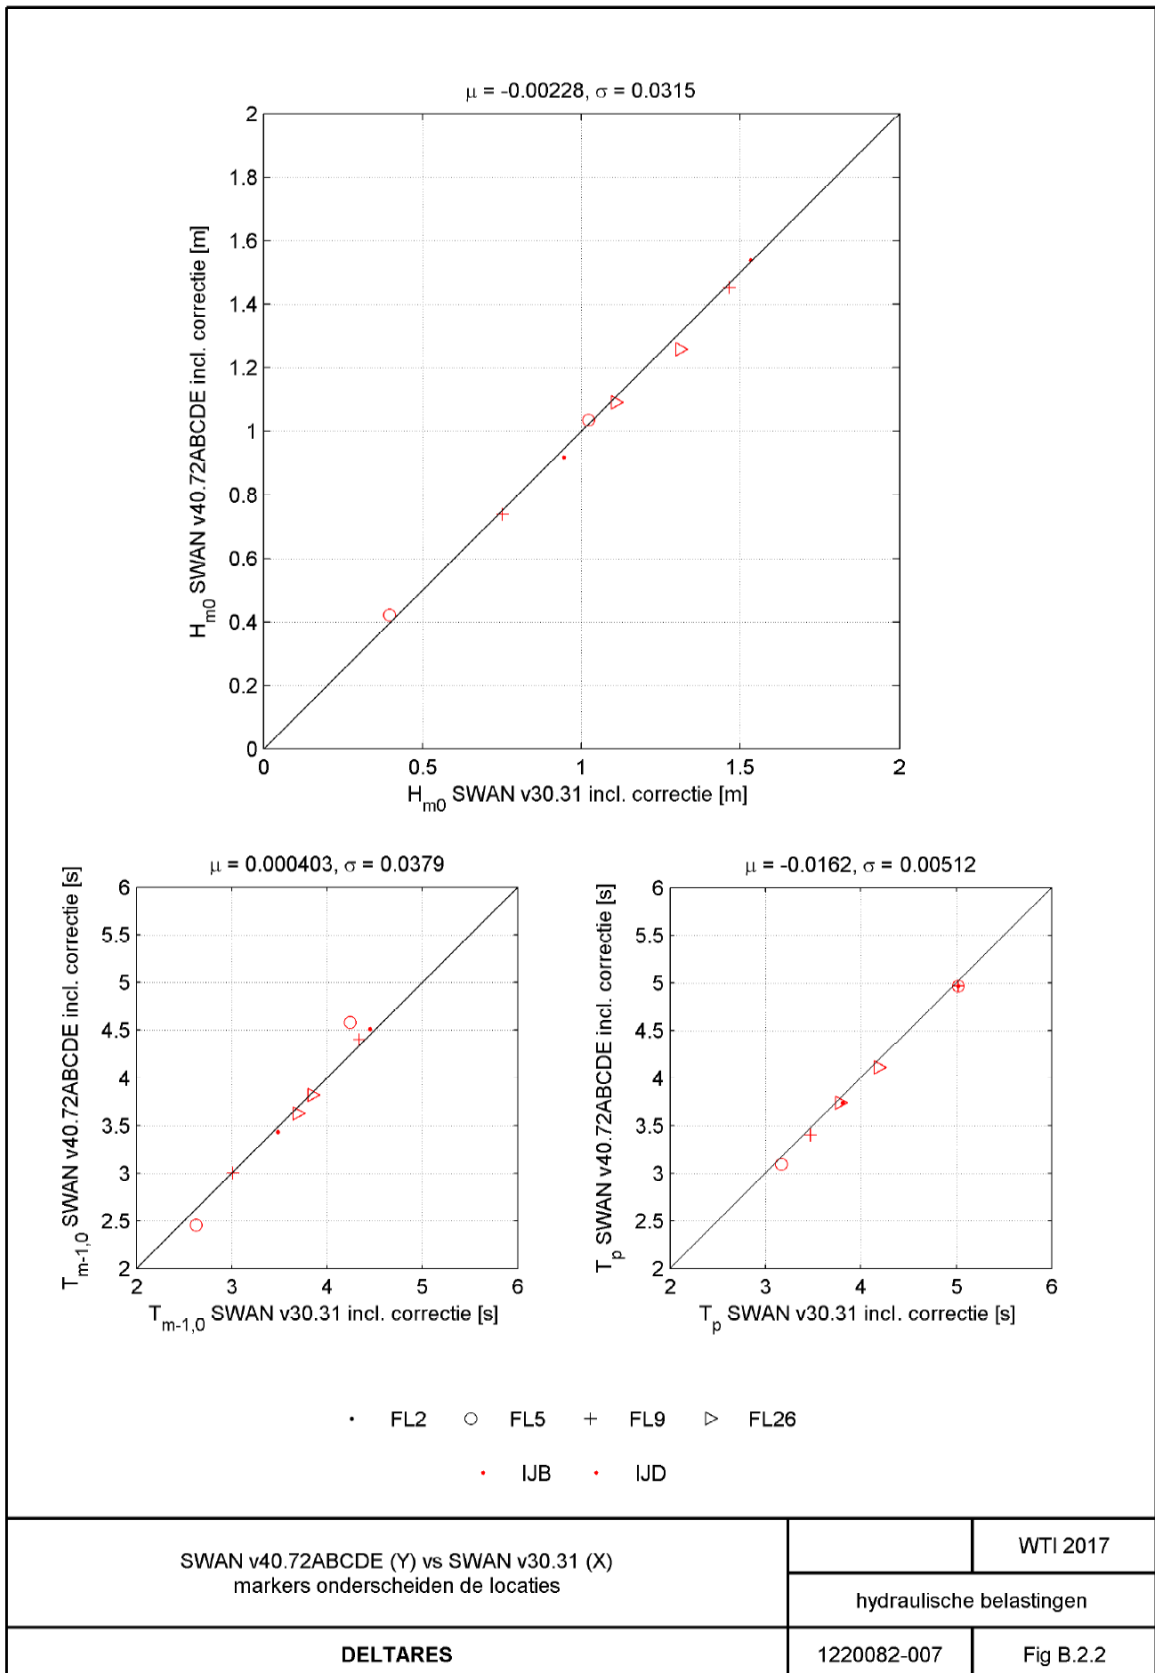 μ = -0.00228, σ = 0.0315
2
1.8
1.6
1.4
1.2
1
0.8
0.6
0.4
0.2
0
H_m0 SWAN v40.72ABCDE incl. correctie [m]
0 0.5 1 1.5 2
H_m0 SWAN v30.31 incl. correctie [m]
μ = 0.000403, σ = 0.0379
6
5.5
5
4.5
4
3.5
3
2.5
2
T_m-1,0 SWAN v40.72ABCDE incl. correctie [s]
2 3 4 5 6
T_m-1,0 SWAN v30.31 incl. correctie [s]
μ = -0.0162, σ = 0.00512
6
5.5
5
4.5
4
3.5
3
2.5
2
T_p SWAN v40.72ABCDE incl. correctie [s]
2 3 4 5 6
T_p SWAN v30.31 incl. correctie [s]
FL2 FL5 FL9 FL26
IJB IJD
SWAN v40.72ABCDE (Y) vs SWAN v30.31 (X)
markers onderscheiden de locaties
WTI 2017
hydraulische belastingen
DELTARES
1220082-007
Fig B.2.2